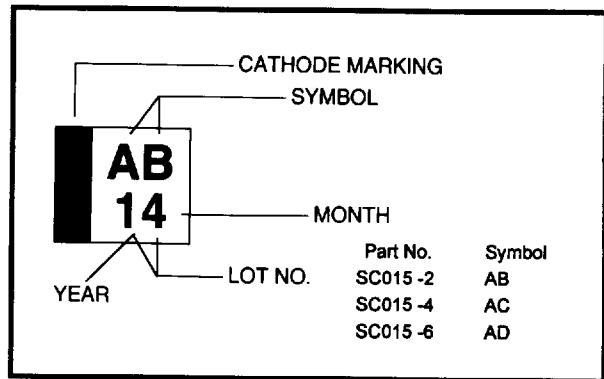 CATHODE MARKING
SYMBOL
AB
14
MONTH
LOT NO.
YEAR
Part No. Symbol
SC015 -2 AB
SC015 -4 AC
SC015 -6 AD